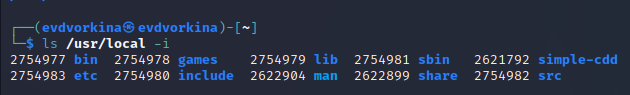 ┌──(evdvorkina㉿evdvorkina)-[~]
└─$ ls /usr/local -i
2754977 bin 2754978 games 2754979 lib 2754981 sbin 2621792 simple-cdd
2754983 etc 2754980 include 2622904 man 2622899 share 2754982 src